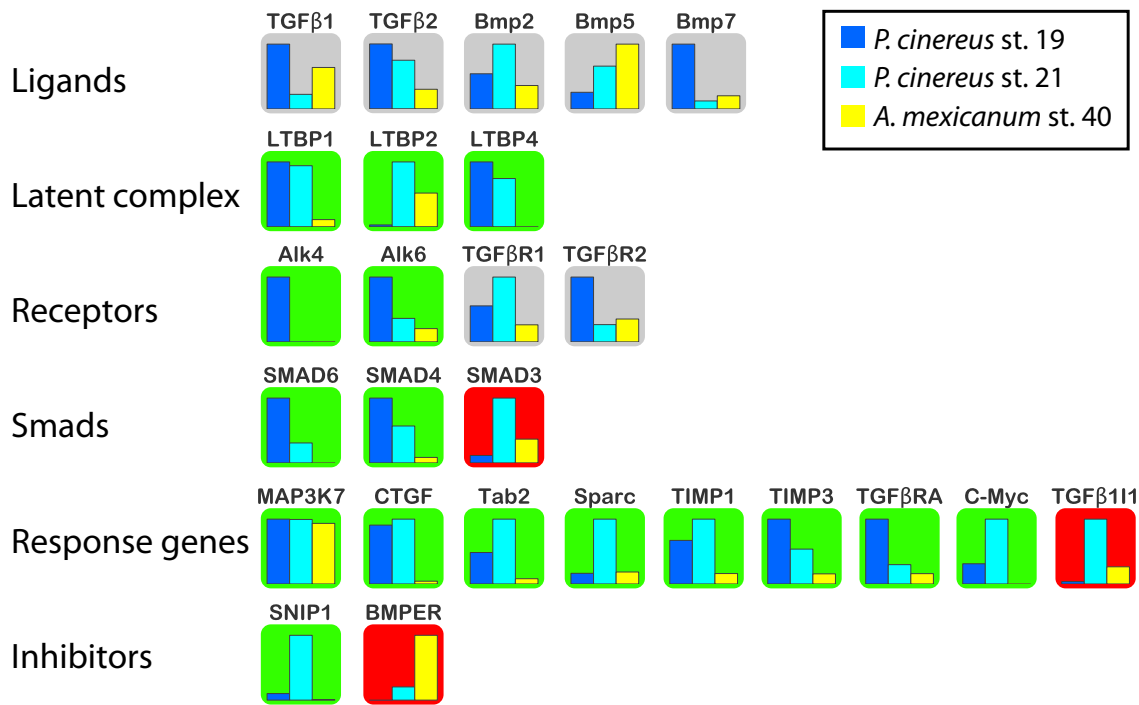 TGFβ1 TGFβ2 Bmp2 Bmp5 Bmp7
Ligands
P. cinereus st. 19
P. cinereus st. 21
A. mexicanum st. 40
LTBP1 LTBP2 LTBP4
Latent complex
Alk4 Alk6 TGFβR1 TGFβR2
Receptors
SMAD6 SMAD4 SMAD3
Smads
MAP3K7 CTGF Tab2 Sparc TIMP1 TIMP3 TGFβRA C-Myc TGFβ1I1
Response genes
SNIP1 BMPER
Inhibitors